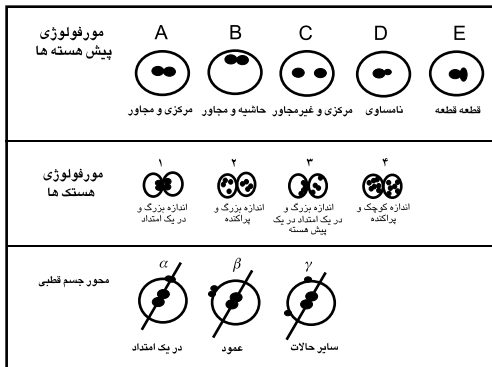 مورفولوژی
پیش هسته ها
A B C D E
مرکزی و مجاور حاشیه و مجاور مرکزی و غیرمجاور نامساوی قطعه قطعه
مورفولوژی
هستک ها
۱ ۲ ۳ ۴
اندازه بزرگ و
در یک امتداد
اندازه بزرگ و
پراکنده
اندازه بزرگ و
در یک امتداد در یک
پیش هسته
اندازه کوچک و
پراکنده
محور جسم قطبی
α β γ
در یک امتداد عمود سایر حالات